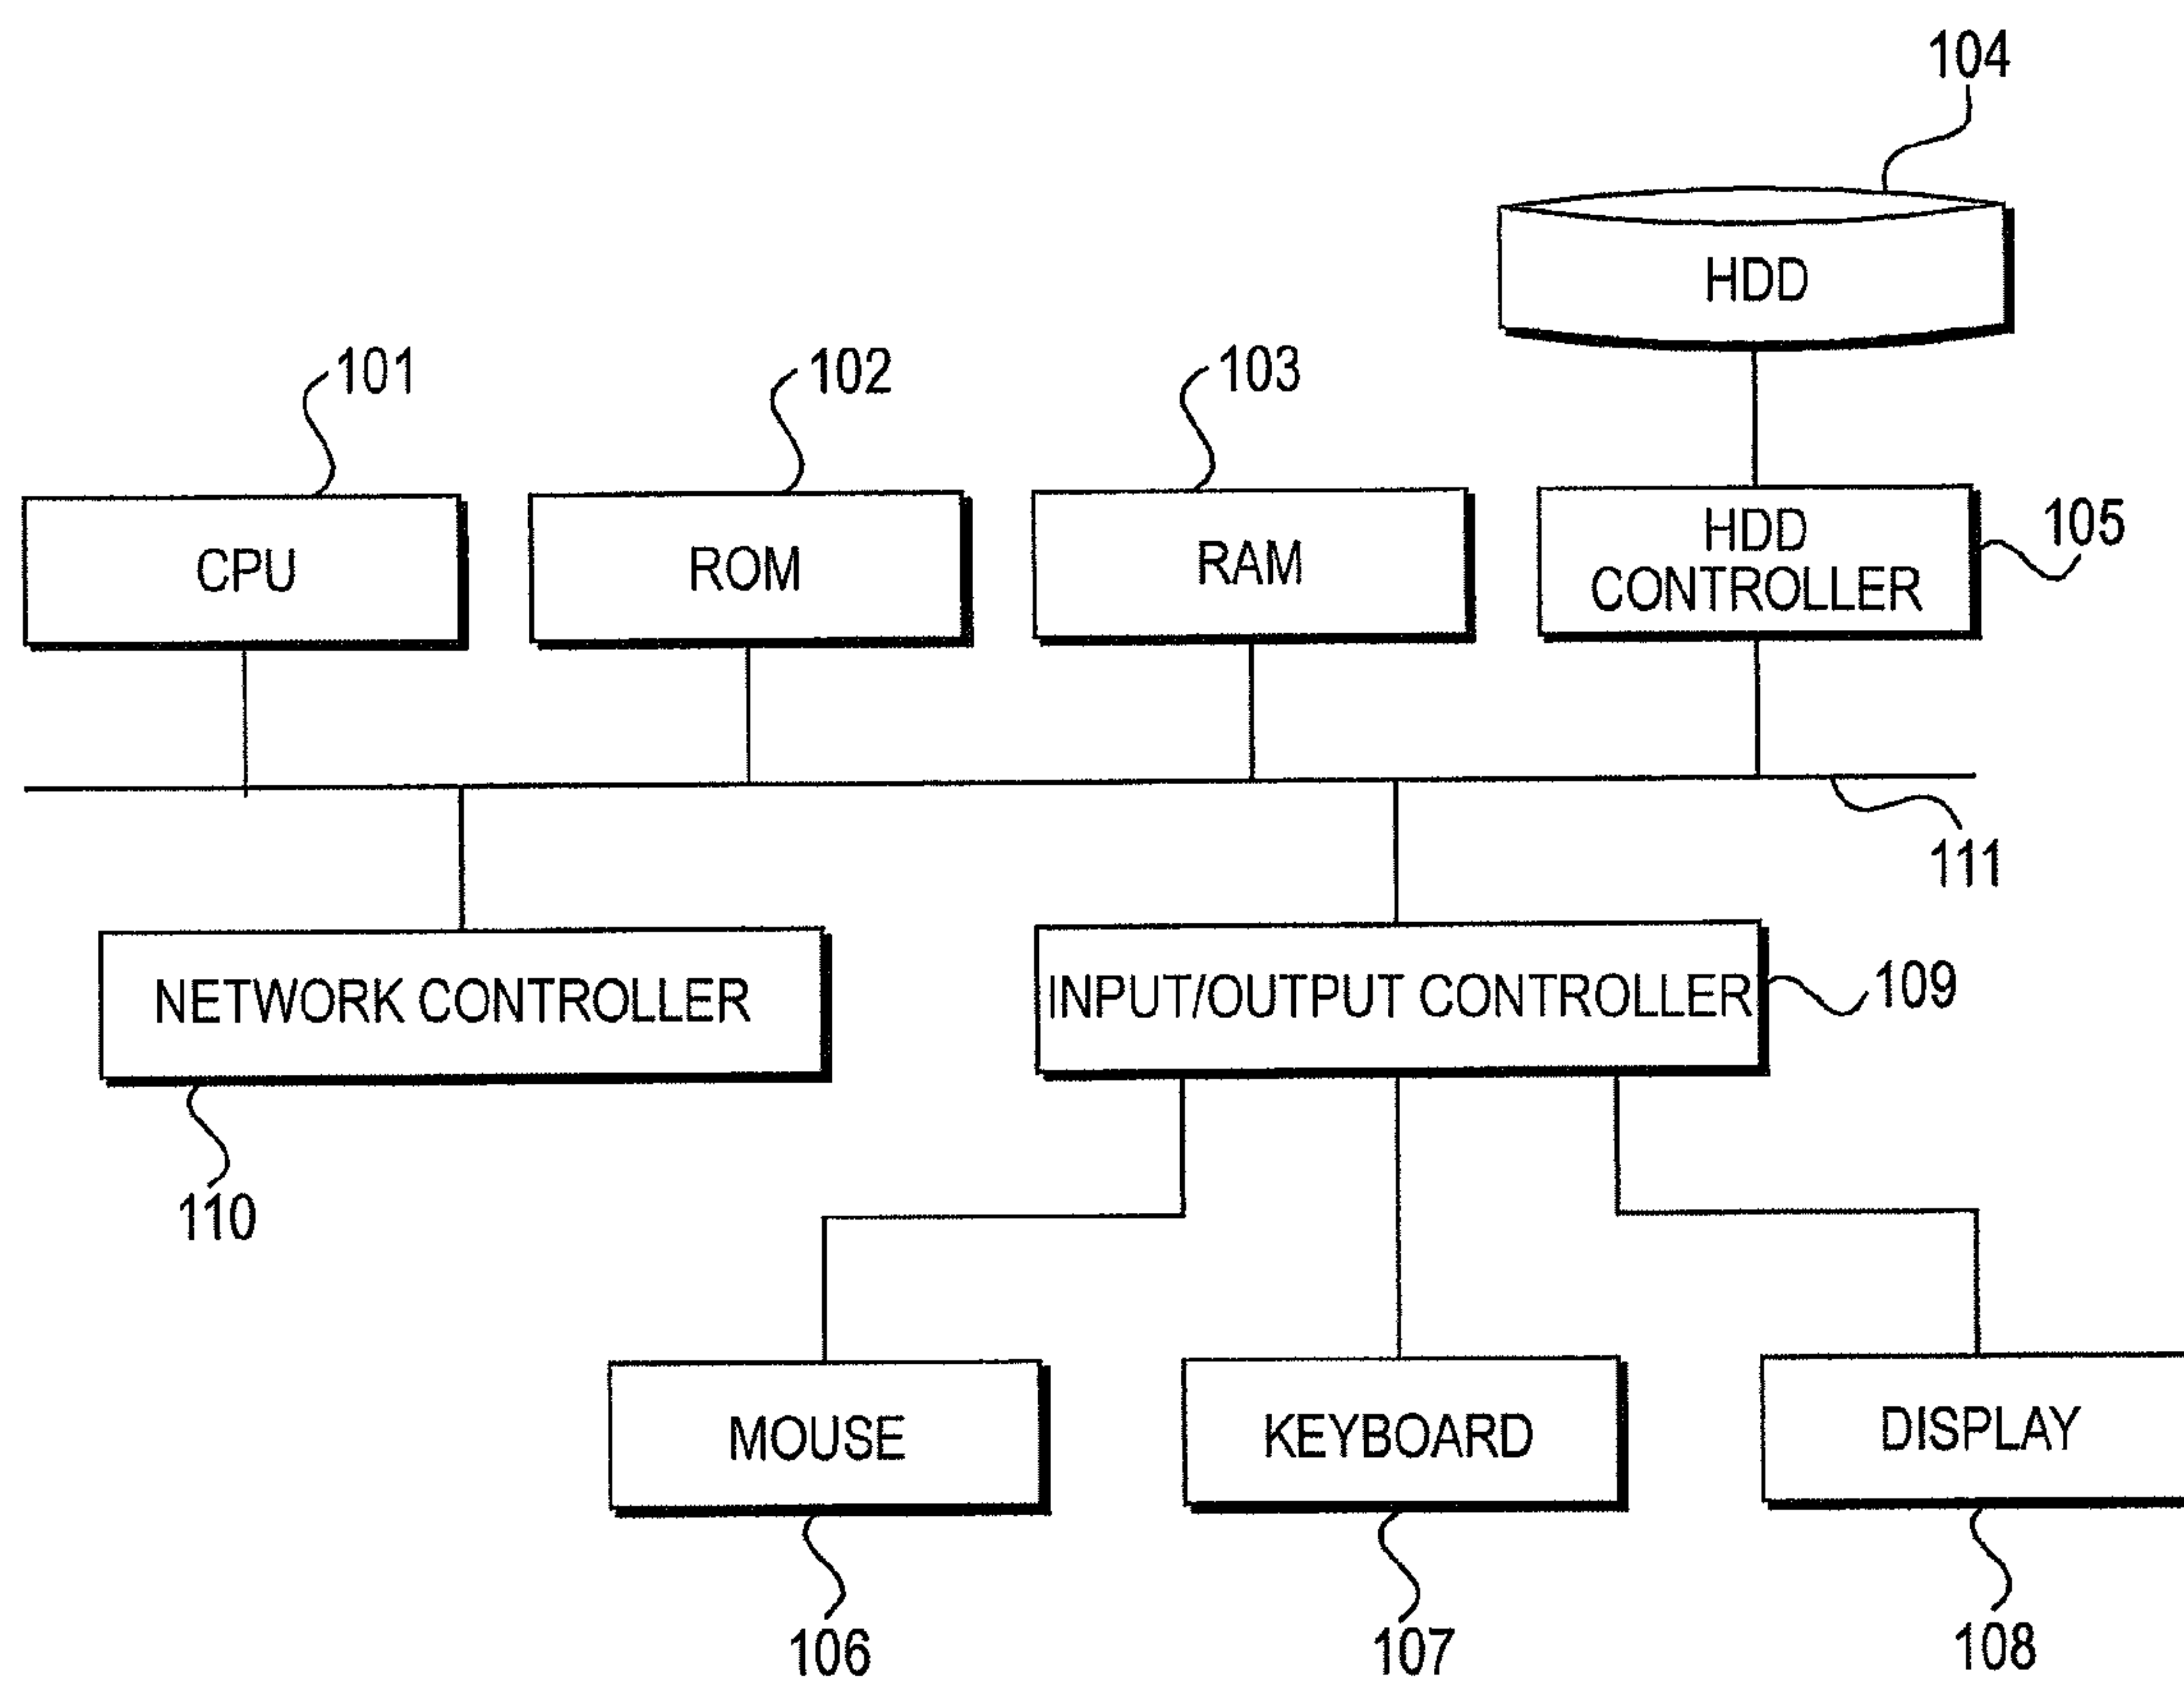 104
HDD
101
102
103
CPU
ROM
RAM
HDD
CONTROLLER
105
111
NETWORK CONTROLLER
INPUT/OUTPUT CONTROLLER
109
110
MOUSE
KEYBOARD
DISPLAY
106
107
108